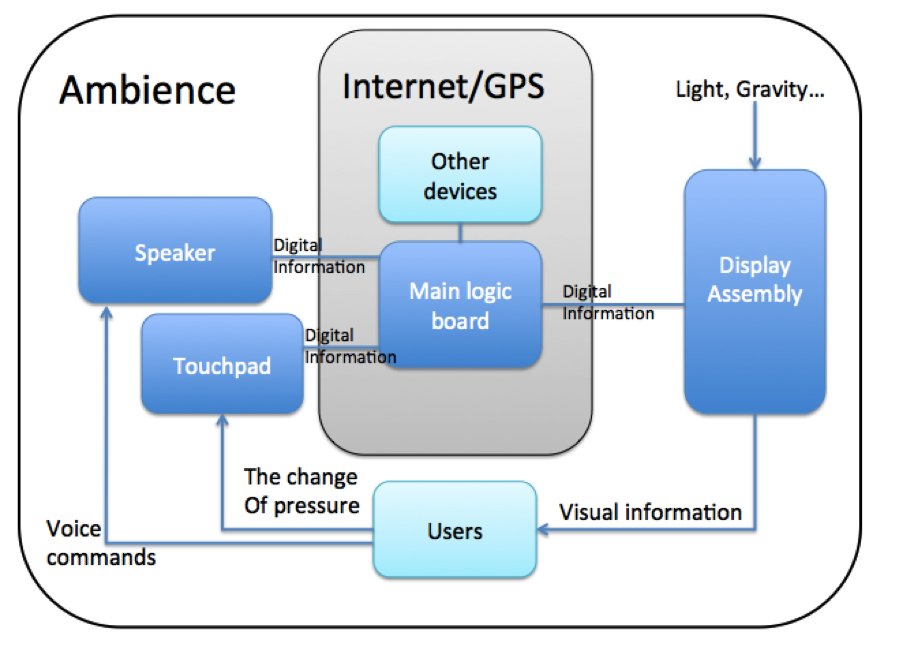 Ambience
Internet/GPS
Light, Gravity...
Other
devices
Speaker
Digital
Information
Main logic
board
Digital
Information
Display
Assembly
Digital
Information
Touchpad
The change
Of pressure
Users
Visual information
Voice
commands